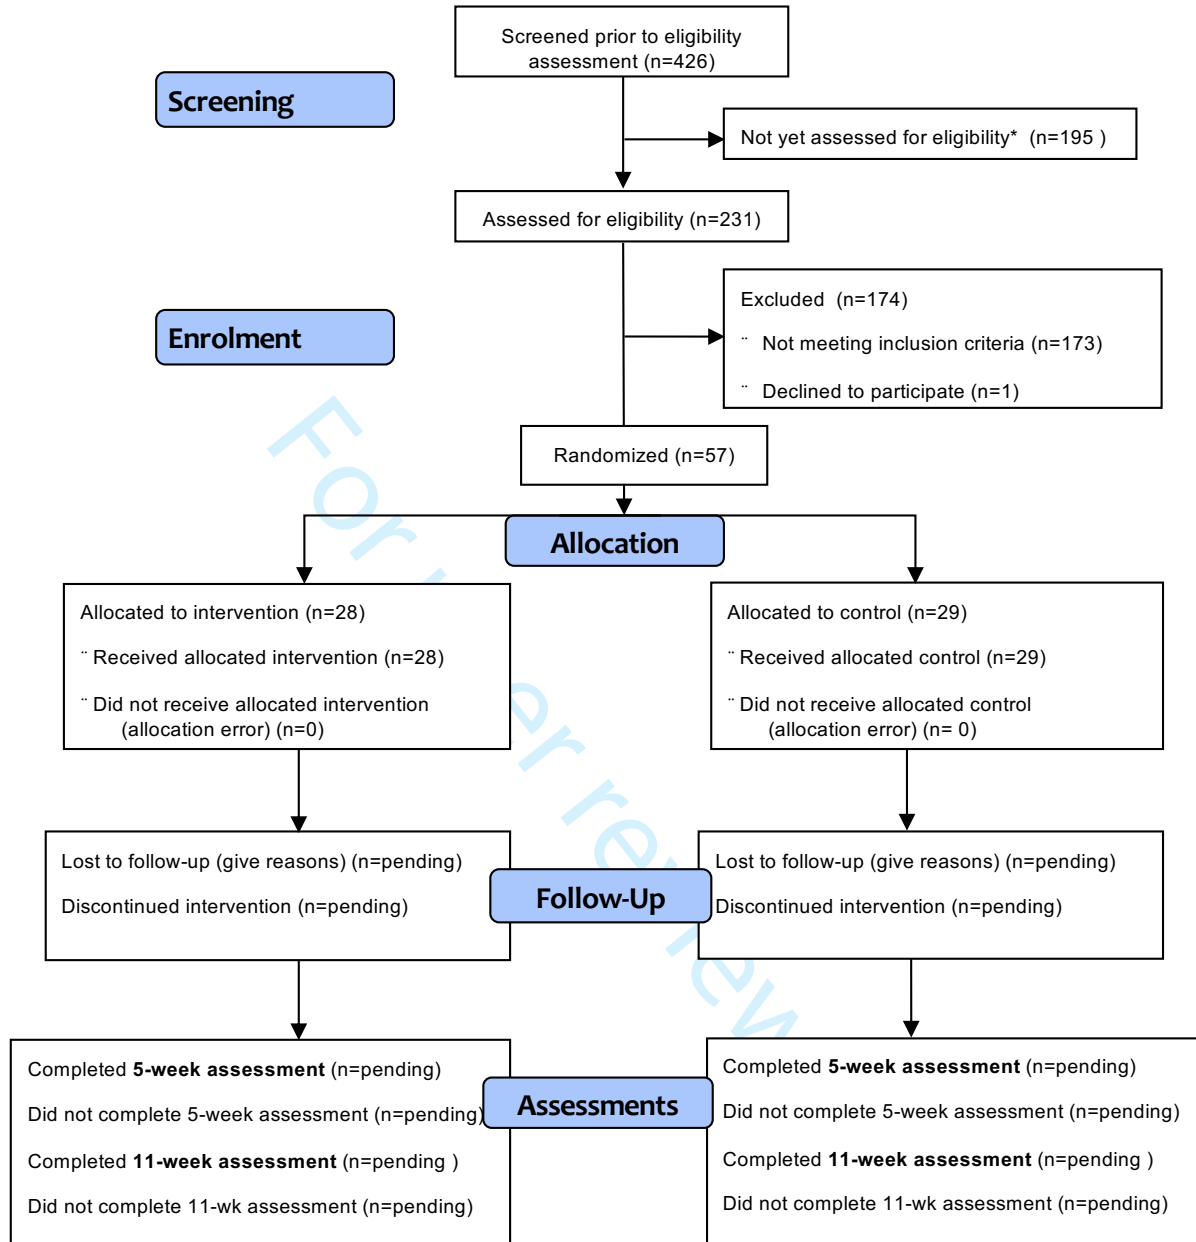 Screened prior to eligibility
assessment (n=426)
Screening
Not yet assessed for eligibility* (n=195 )
Assessed for eligibility (n=231)
Excluded (n=174)
¨ Not meeting inclusion criteria (n=173)
¨ Declined to participate (n=1)
Enrolment
Randomized (n=57)
Allocation
Allocated to intervention (n=28)
¨ Received allocated intervention (n=28)
¨ Did not receive allocated intervention
(allocation error) (n=0)
Allocated to control (n=29)
¨ Received allocated control (n=29)
¨ Did not receive allocated control
(allocation error) (n= 0)
Lost to follow-up (give reasons) (n=pending)
Discontinued intervention (n=pending)
Follow-Up
Lost to follow-up (give reasons) (n=pending)
Discontinued intervention (n=pending)
Completed 5-week assessment (n=pending)
Did not complete 5-week assessment (n=pending)
Completed 11-week assessment (n=pending )
Did not complete 11-wk assessment (n=pending)
Assessments
Completed 5-week assessment (n=pending)
Did not complete 5-week assessment (n=pending)
Completed 11-week assessment (n=pending )
Did not complete 11-wk assessment (n=pending)